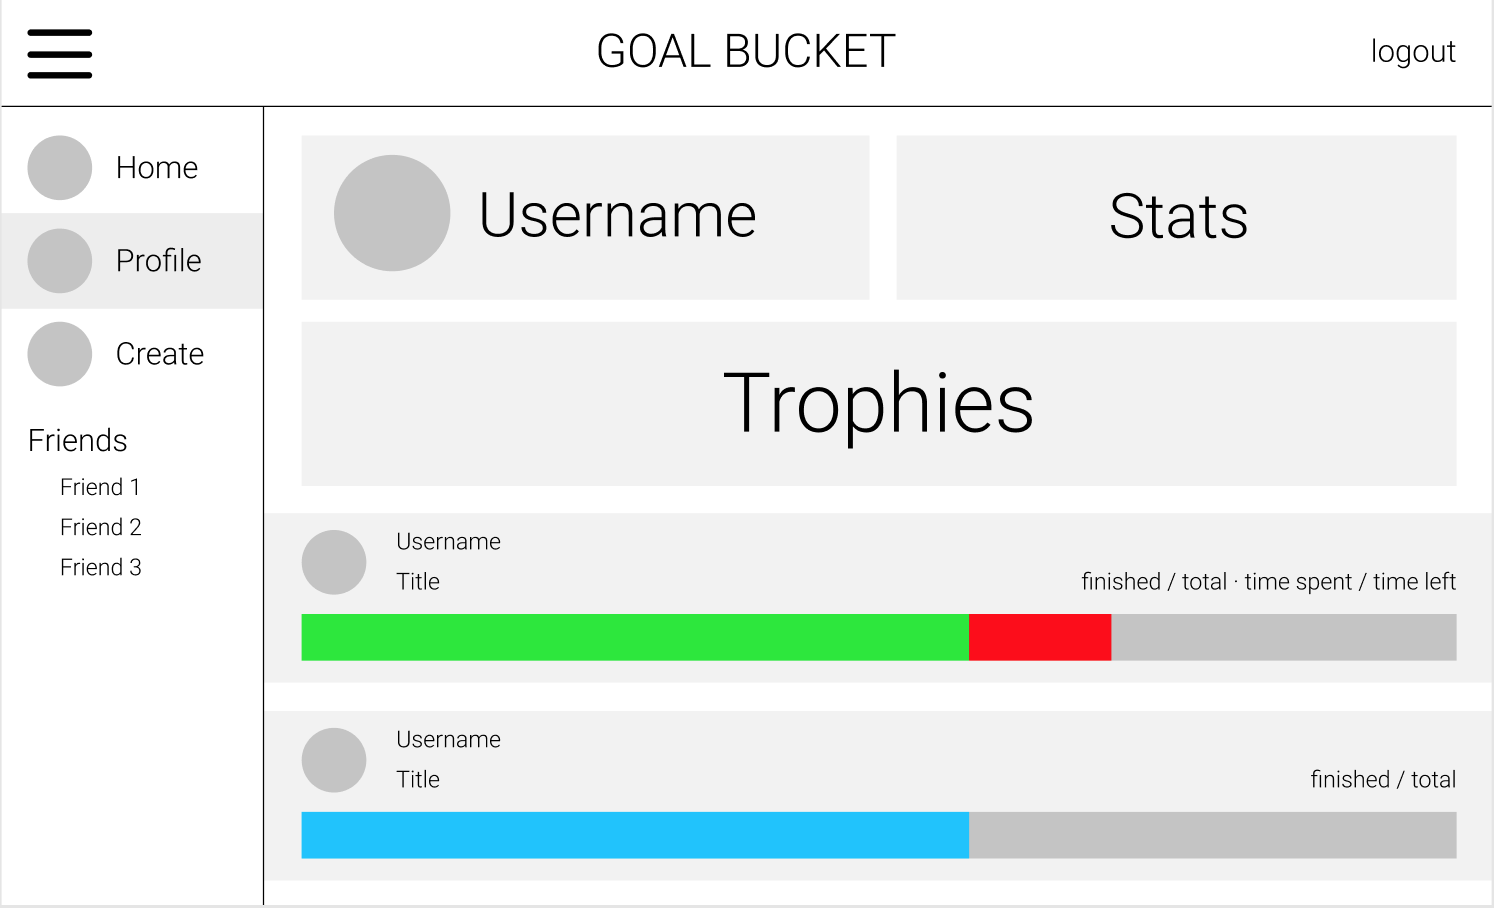 GOAL BUCKET
logout
Home
Profile
Create
Friends
Friend 1
Friend 2
Friend 3
Username
Stats
Trophies
Username
Title
finished / total · time spent / time left
Username
Title
finished / total